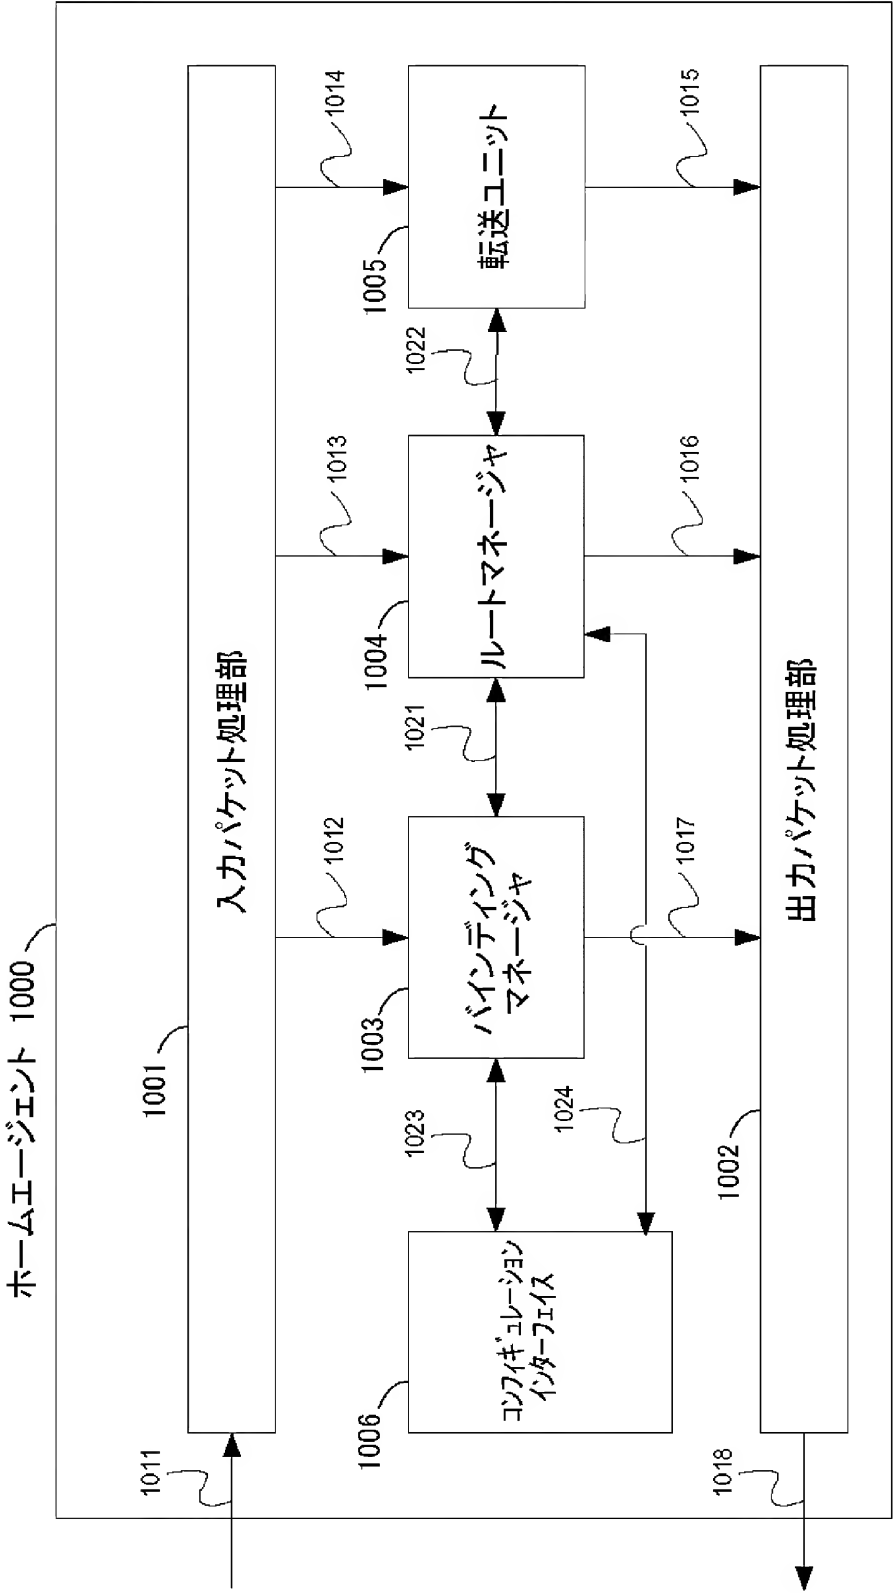 ホームエージェント 1000
1001
入力パケット処理部
1011
1012
1013
1014
1006
コンフィギュレーション
インターフェイス
1023
1003
バインディング
マネージャ
1021
1004
ルートマネージャ
1022
1005
転送ユニット
1024
1017
1016
1015
1002
出力パケット処理部
1018